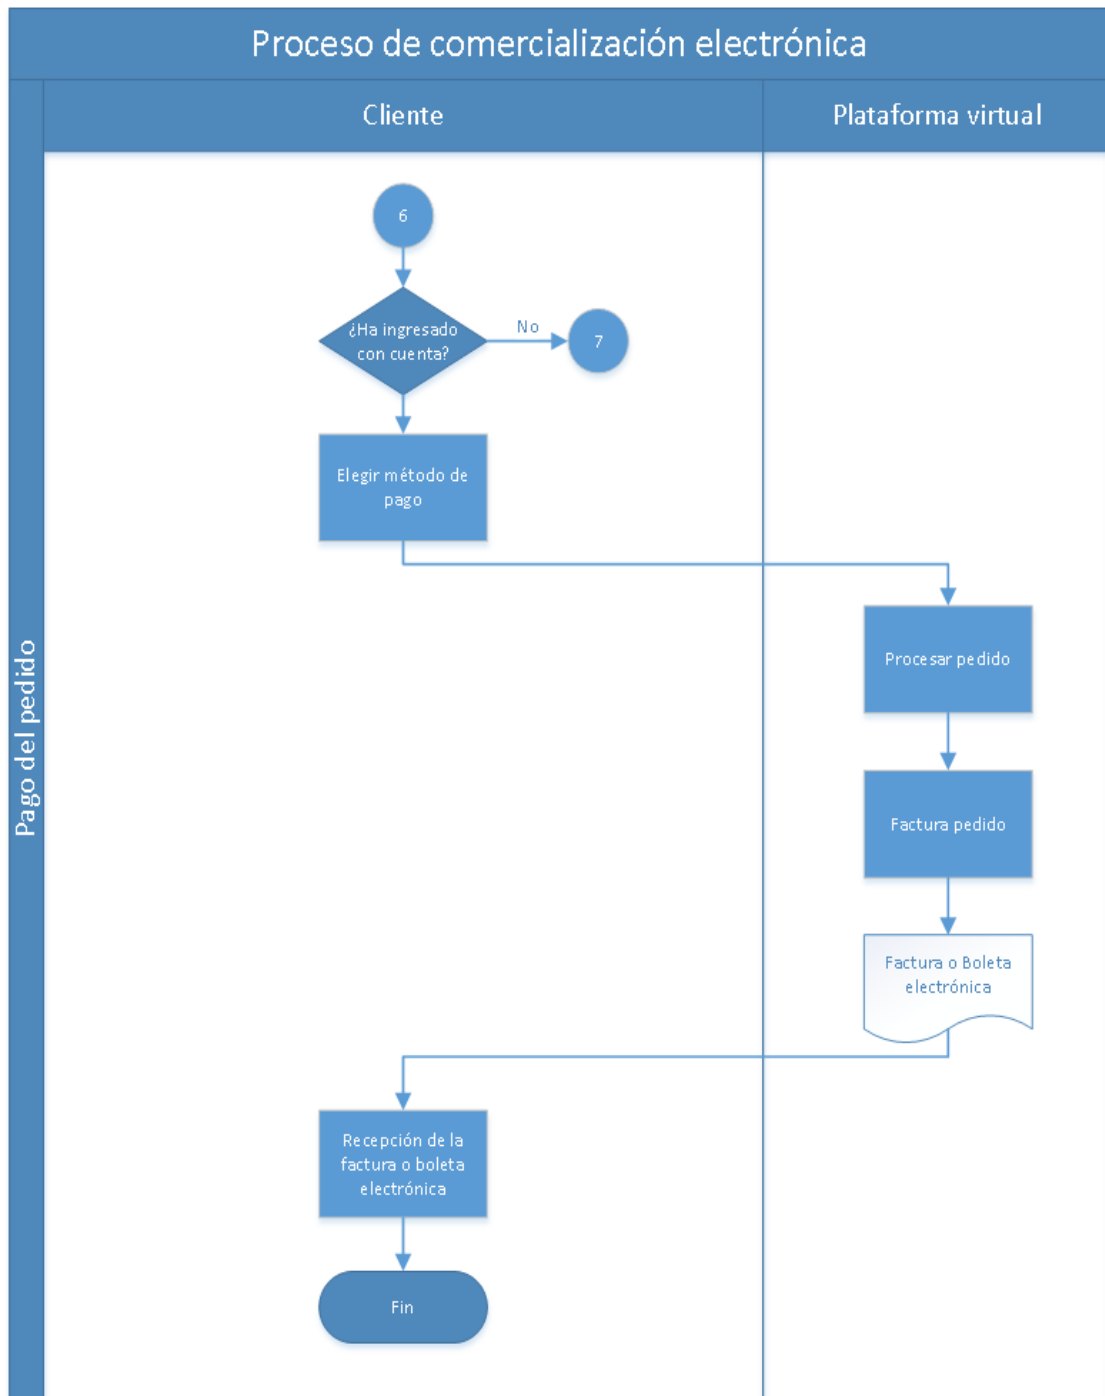 Proceso de comercialización electrónica
Cliente
Plataforma virtual
Pago del pedido
6
¿Ha ingresado
con cuenta?
No
7
Elegir método de
pago
Procesar pedido
Factura pedido
Factura o Boleta
electrónica
Recepción de la
factura o boleta
electrónica
Fin